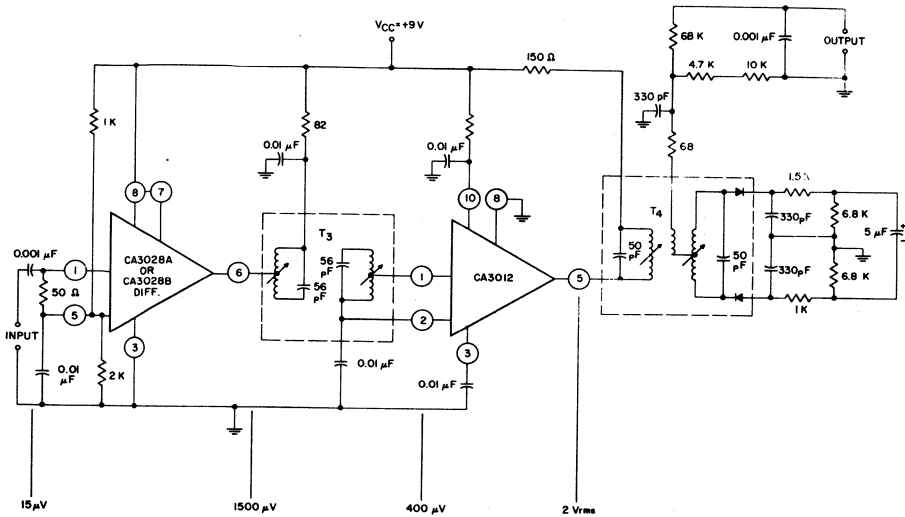 VCC=+9V
68 K
0.001 µF
OUTPUT
150 Ω
4.7 K
10 K
330 pF
1 K
82
0.01 µF
0.01 µF
68
8
7
10
8
T3
T4
1.5
0.001 µF
CA3028A
OR
CA3028B
DIFF.
56
pF
CA3012
50
pF
50
pF
330pF
6.8 K
5 µF
+
-
1
6
1
5
50 Ω
56
pF
330pF
6.8 K
5
2
1K
INPUT
3
3
0.01
µF
2 K
0.01 µF
0.01 µF
15µV
1500 µV
400 µV
2 Vrms